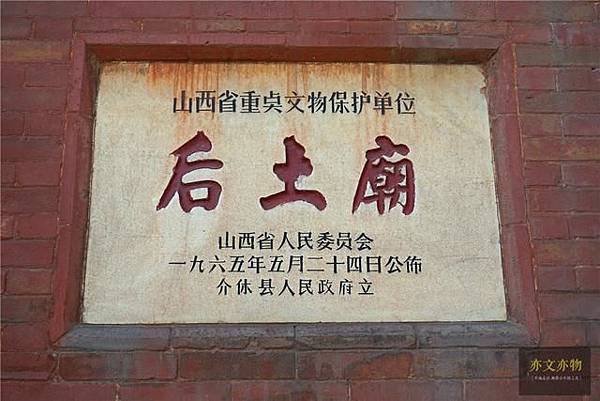 山西省重点文物保护单位
后土廟
山西省人民委员会
一九六五年五月二十四日公佈
介休县人民政府立
亦文亦物